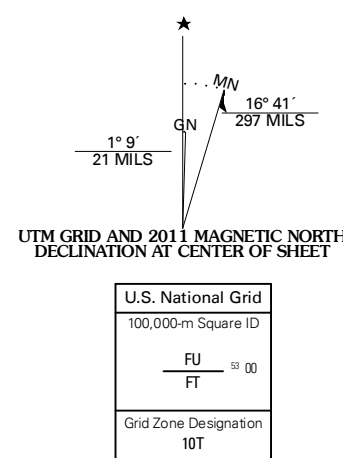 ★
MN
GN
16° 41´
297 MILS
1° 9´
21 MILS
UTM GRID AND 2011 MAGNETIC NORTH
DECLINATION AT CENTER OF SHEET
U.S. National Grid
100,000-m Square ID
FU
53 00
FT
Grid Zone Designation
10T